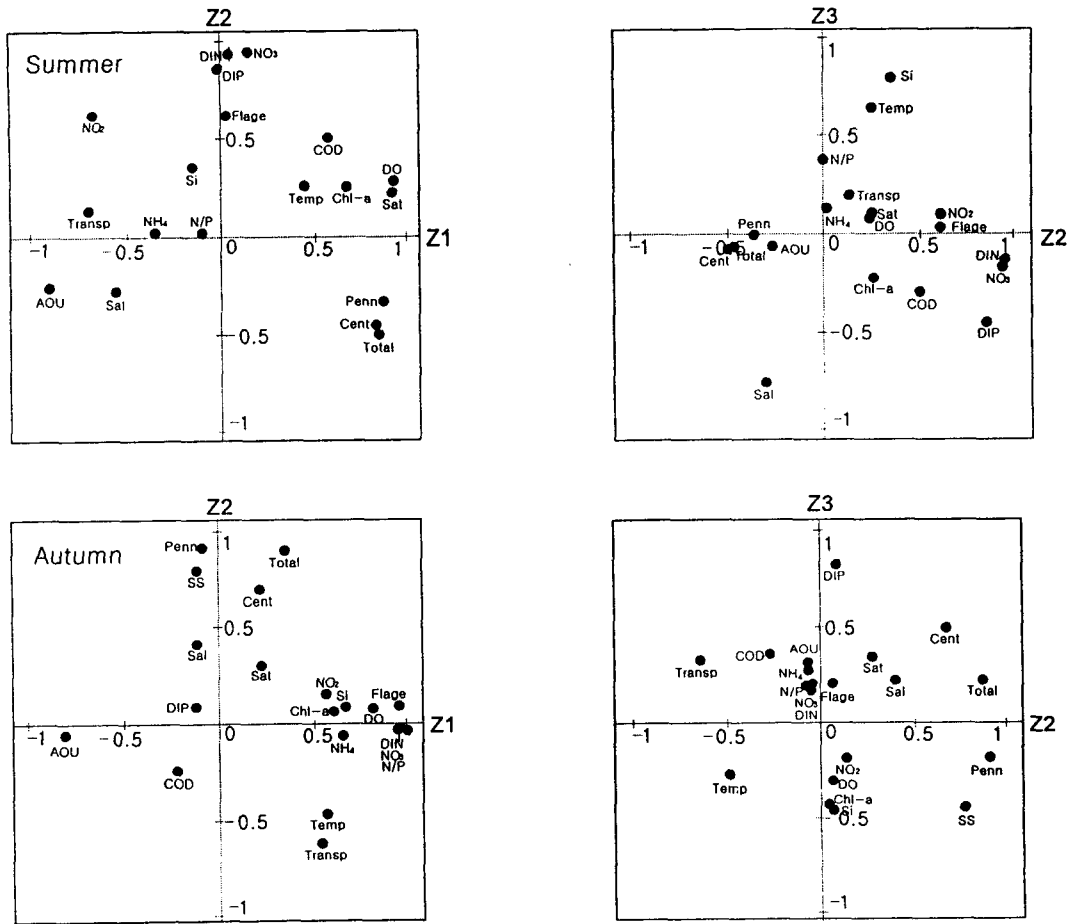 Z2
Summer
DIN
NO₃
DIP
NO₂
Flage
0.5
COD
Si
DO
Temp
Chl-a
Sat
Transp
NH₄
N/P
-1
-0.5
0
0.5
1
Z1
AOU
Sal
Penn
Cent
-0.5
Total
-1
Z3
1
Si
Temp
0.5
N/P
Transp
NH₄
Sat
DO
NO₂
Flage
Penn
-1
-0.5
0
0.5
1
Z2
Cent
Total
AOU
DIN
NO₃
Chl-a
COD
-0.5
DIP
Sal
-1
Z2
Autumn
Penn
1
Total
SS
Cent
0.5
Sal
Sat
NO₂
Si
Flage
DIP
Chl-a
DO
Z1
-1
-0.5
0
0.5
1
AOU
NH₄
DIN
NO₃
N/P
COD
-0.5
Temp
Transp
-1
Z3
1
DIP
0.5
Cent
COD
AOU
Transp
NH₄
Sat
N/P
Flage
Sal
Total
NO₃
DIN
-1
-0.5
0
0.5
1
Z2
NO₂
Penn
Temp
DO
Chl-a
Si
0.5
SS
-1